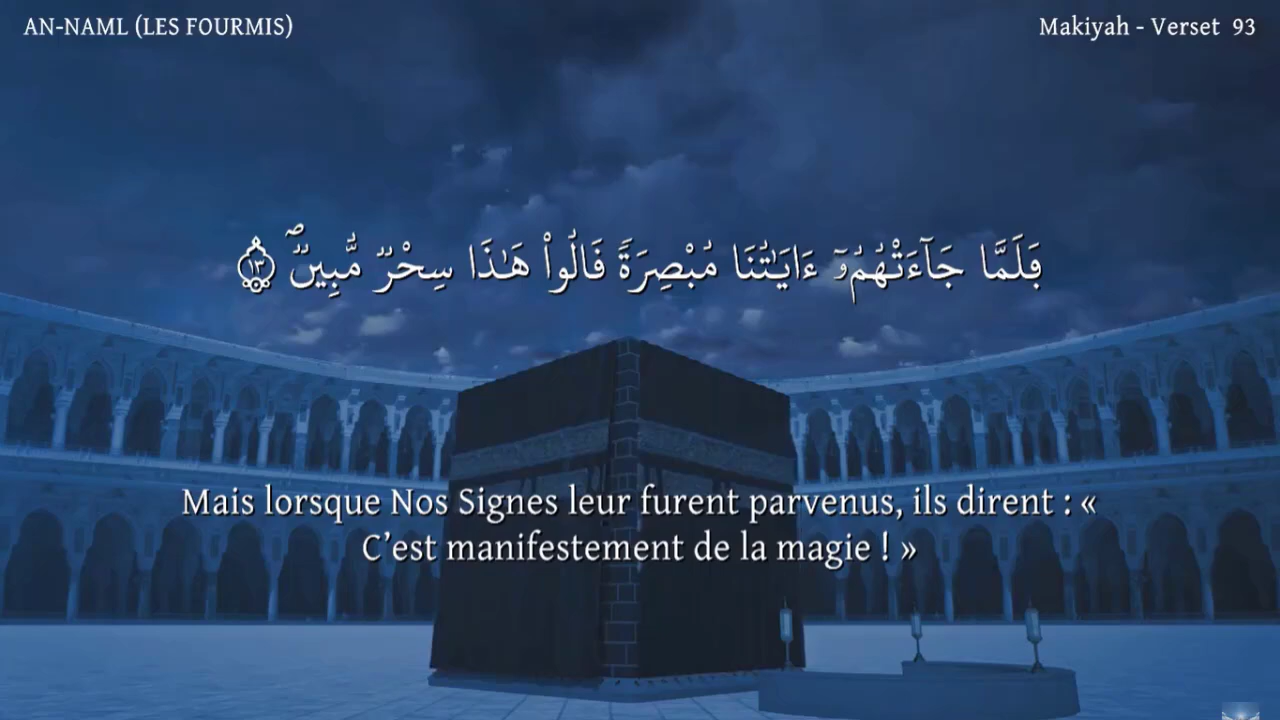 AN-NAML (LES FOURMIS)
Makiyah - Verset 93
فَلَمَّا جَآءَتْهُمُۥٓ ءَايَـٰتُنَا مُبْصِرَةًۭ قَالُوا۟ هَـٰذَا سِحْرٌۭ مُّبِينٌۭ ۖ ١٣
Mais lorsque Nos Signes leur furent parvenus, ils dirent : «
C’est manifestement de la magie ! »